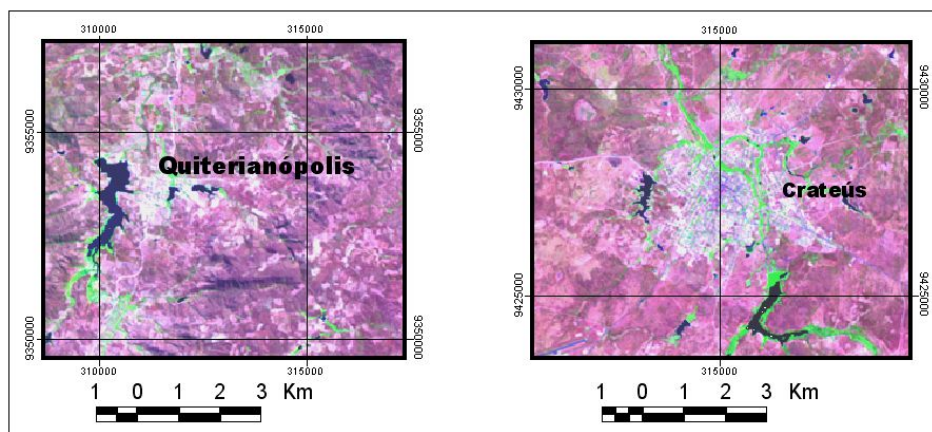 310000 315000
315000
9355000 9355000
Quiterianópolis
9350000 9350000
310000 315000
1 0 1 2 3 Km
9430000 9430000
Crateús
9425000 9425000
315000
1 0 1 2 3 Km